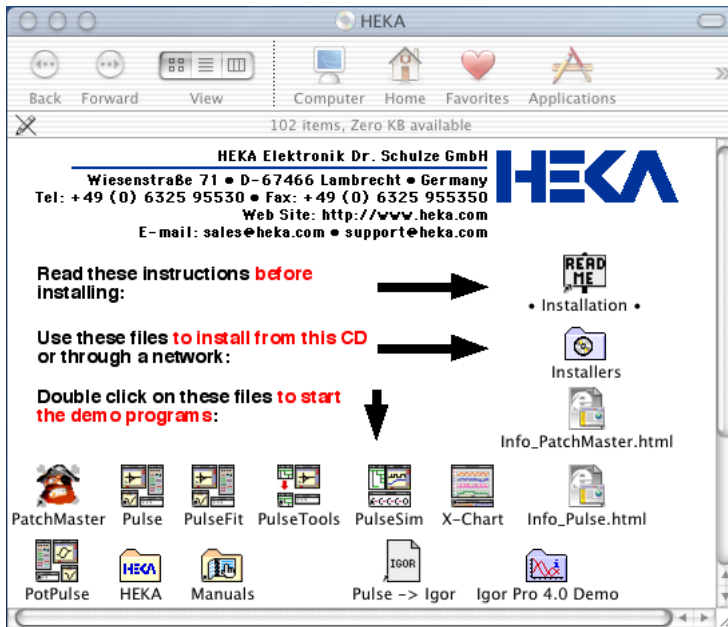 HEKA
Back Forward View Computer Home Favorites Applications
102 items, Zero KB available
HEKA Elektronik Dr. Schulze GmbH
HEKA
Wiesenstraße 71 • D-67466 Lambrecht • Germany
Tel: +49 (0) 6325 95530 • Fax: +49 (0) 6325 955350
Web Site: http://www.heka.com
E-mail: sales@heka.com • support@heka.com
Read these instructions before
installing:
READ
ME
• Installation •
Use these files to install from this CD
or through a network:
Installers
Double click on these files to start
the demo programs:
Info_PatchMaster.html
PatchMaster Pulse PulseFit PulseTools PulseSim X-Chart Info_Pulse.html
HEKA
IGOR
PotPulse HEKA Manuals Pulse -> Igor Igor Pro 4.0 Demo